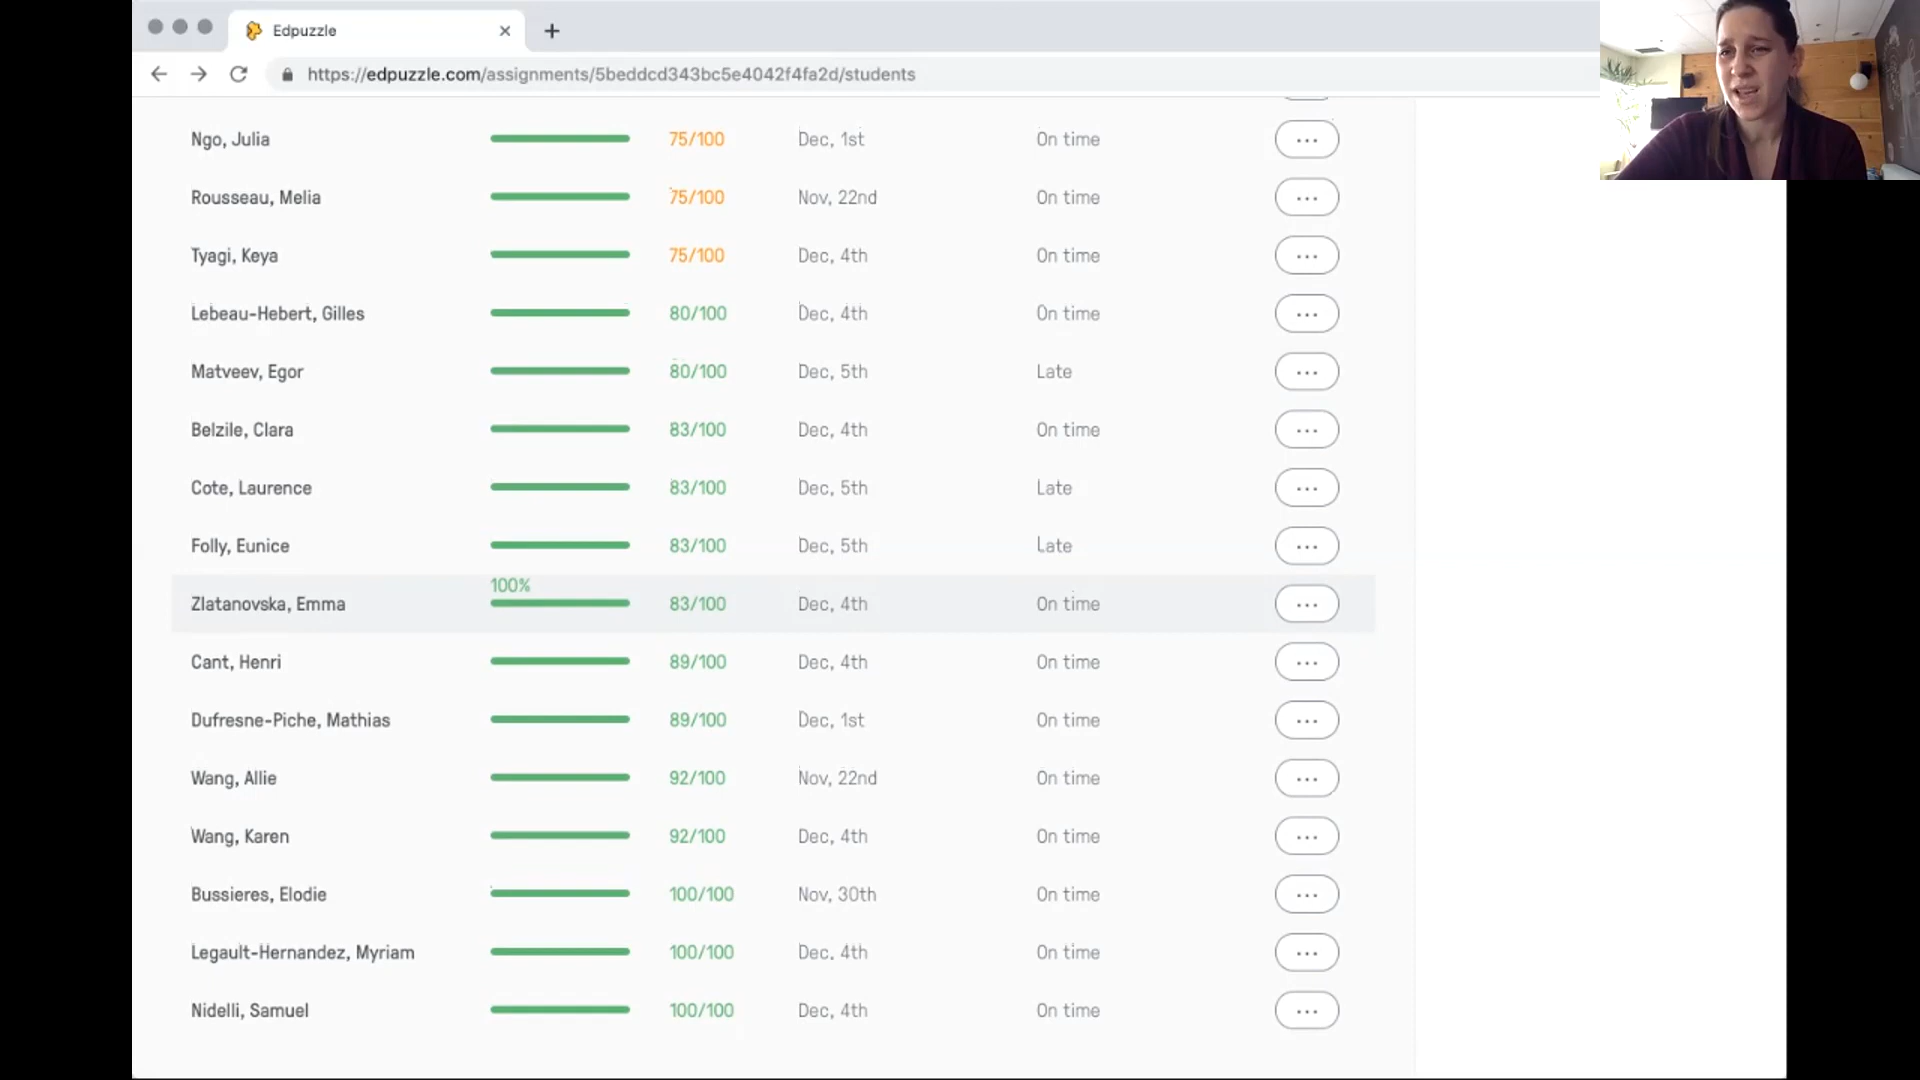 Edpuzzle
https://edpuzzle.com/assignments/5beddcd343bc5e4042f4fa2d/students
Ngo, Julia 75/100 Dec, 1st On time
Rousseau, Melia 75/100 Nov, 22nd On time
Tyagi, Keya 75/100 Dec, 4th On time
Lebeau-Hebert, Gilles 80/100 Dec, 4th On time
Matveev, Egor 80/100 Dec, 5th Late
Belzile, Clara 83/100 Dec, 4th On time
Cote, Laurence 83/100 Dec, 5th Late
Folly, Eunice 83/100 Dec, 5th Late
100%
Zlatanovska, Emma 83/100 Dec, 4th On time
Cant, Henri 89/100 Dec, 4th On time
Dufresne-Piche, Mathias 89/100 Dec, 1st On time
Wang, Allie 92/100 Nov, 22nd On time
Wang, Karen 92/100 Dec, 4th On time
Bussieres, Elodie 100/100 Nov, 30th On time
Legault-Hernandez, Myriam 100/100 Dec, 4th On time
Nidelli, Samuel 100/100 Dec, 4th On time